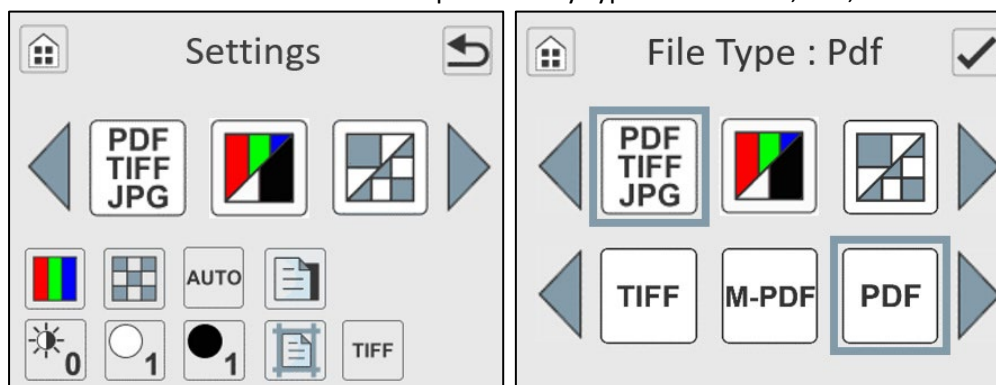 Settings
PDF
TIFF
JPG
AUTO
0
1
1
TIFF
File Type : Pdf
PDF
TIFF
JPG
TIFF
M-PDF
PDF